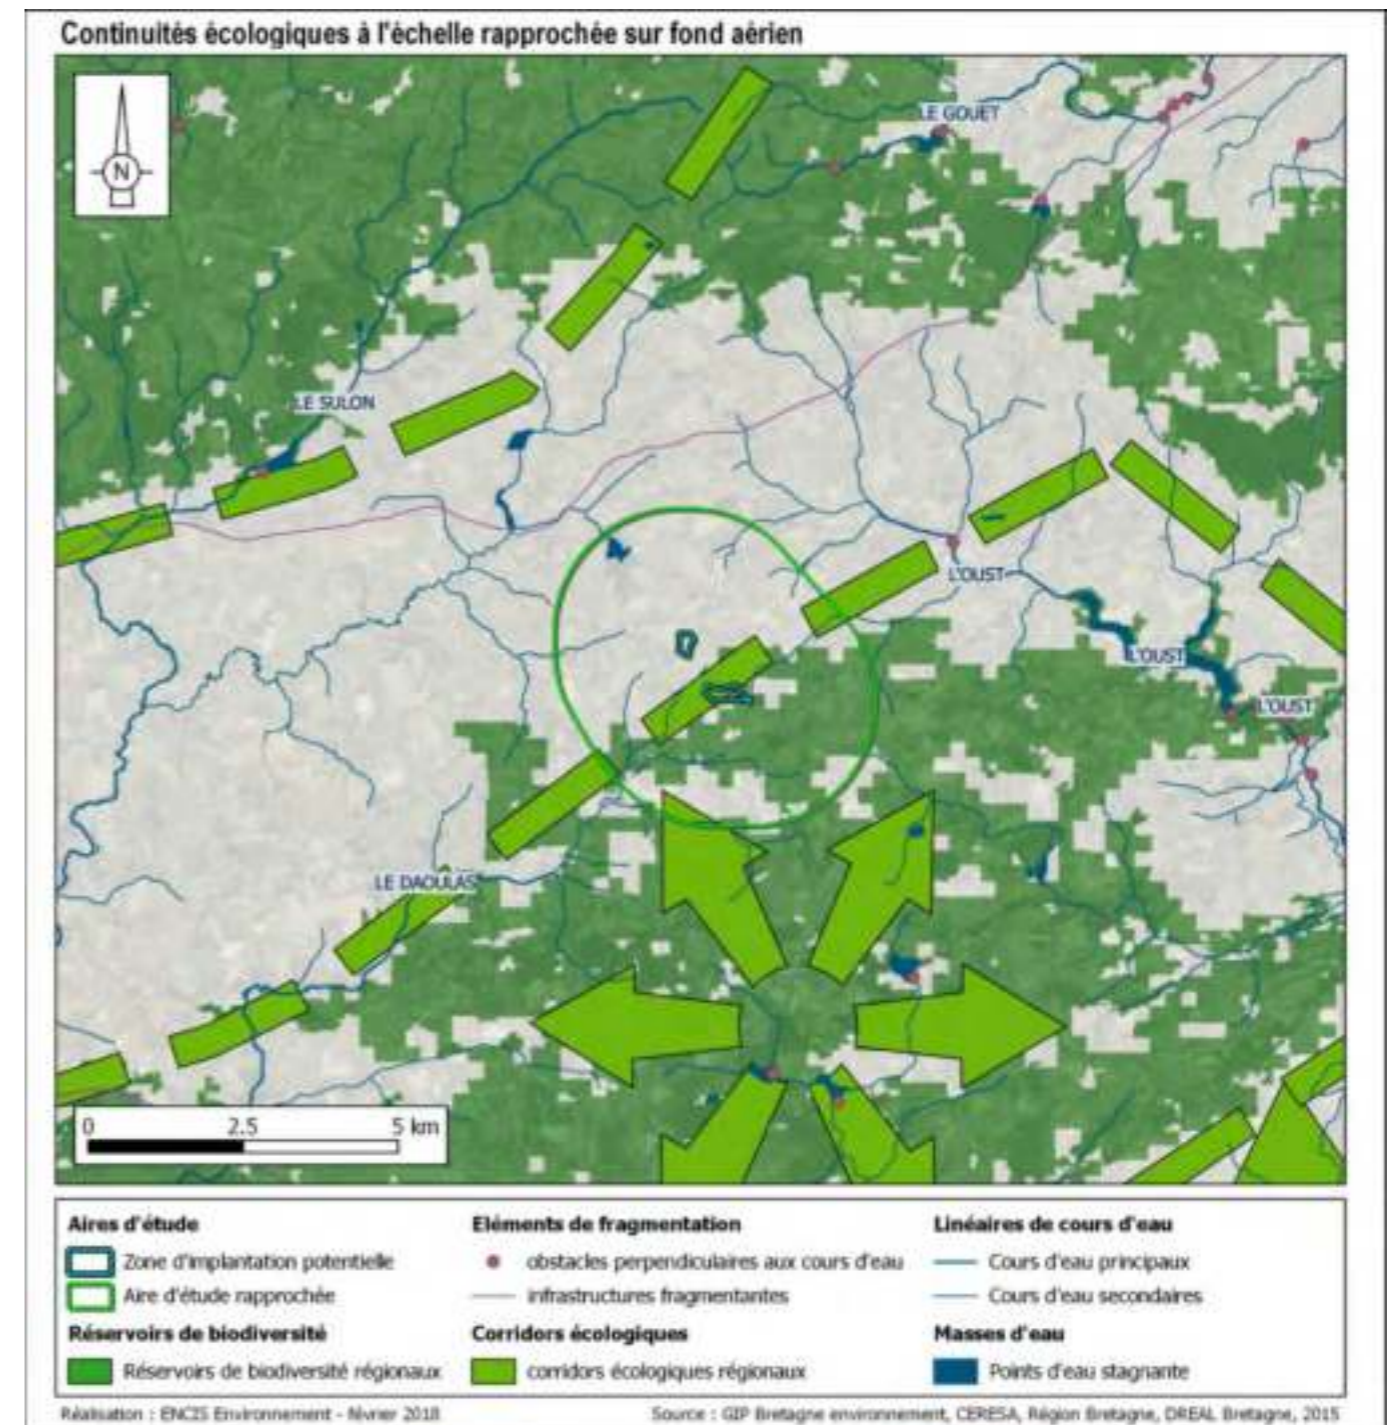 Continuités écologiques à l'échelle rapprochée sur fond aérien
N
LE GOUET
LE SULON
L'OUST
L'OUST
L'OUST
LE DAOULAS
0 2.5 5 km
Aires d'étude
Zone d'implantation potentielle
Aire d'étude rapprochée
Réservoirs de biodiversité
Réservoirs de biodiversité régionaux
Eléments de fragmentation
obstacles perpendiculaires aux cours d'eau
infrastructures fragmentantes
Corridors écologiques
corridors écologiques régionaux
Linéaires de cours d'eau
Cours d'eau principaux
Cours d'eau secondaires
Masses d'eau
Points d'eau stagnante
Réalisation : ENCIS Environnement - février 2018
Source : GIP Bretagne environnement, CERESA, Région Bretagne, DREAL Bretagne, 2015